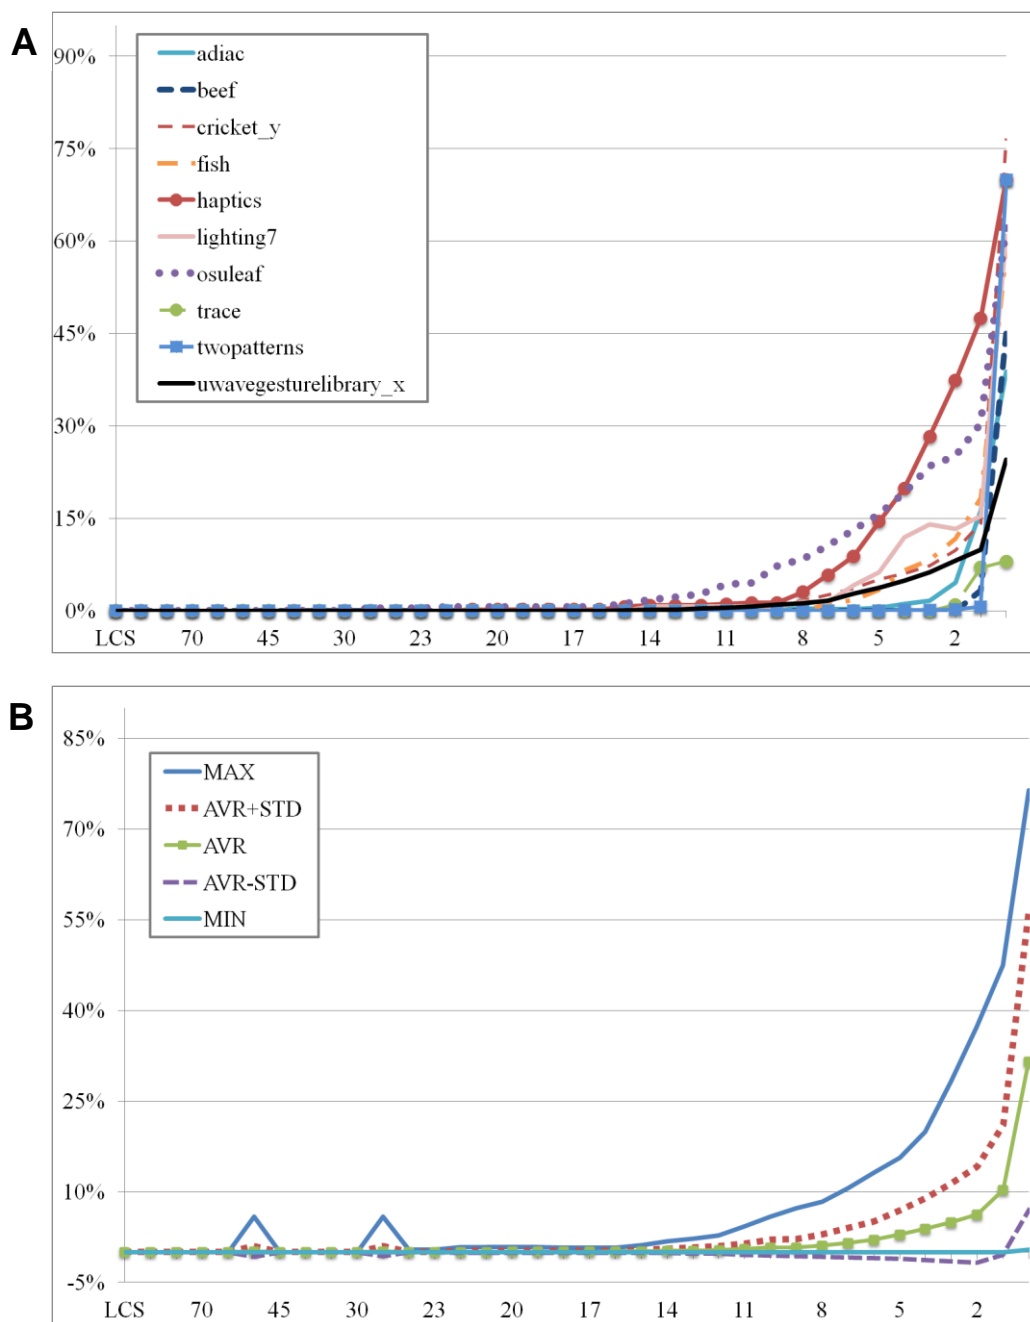 A
90%
75%
60%
45%
30%
15%
0%
adiac
beef
cricket_y
fish
haptics
lighting7
osuleaf
trace
twopatterns
uwavegesturelibrary_x
LCS 70 45 30 23 20 17 14 11 8 5 2
B
85%
70%
55%
40%
25%
10%
-5%
MAX
AVR+STD
AVR
AVR-STD
MIN
LCS 70 45 30 23 20 17 14 11 8 5 2